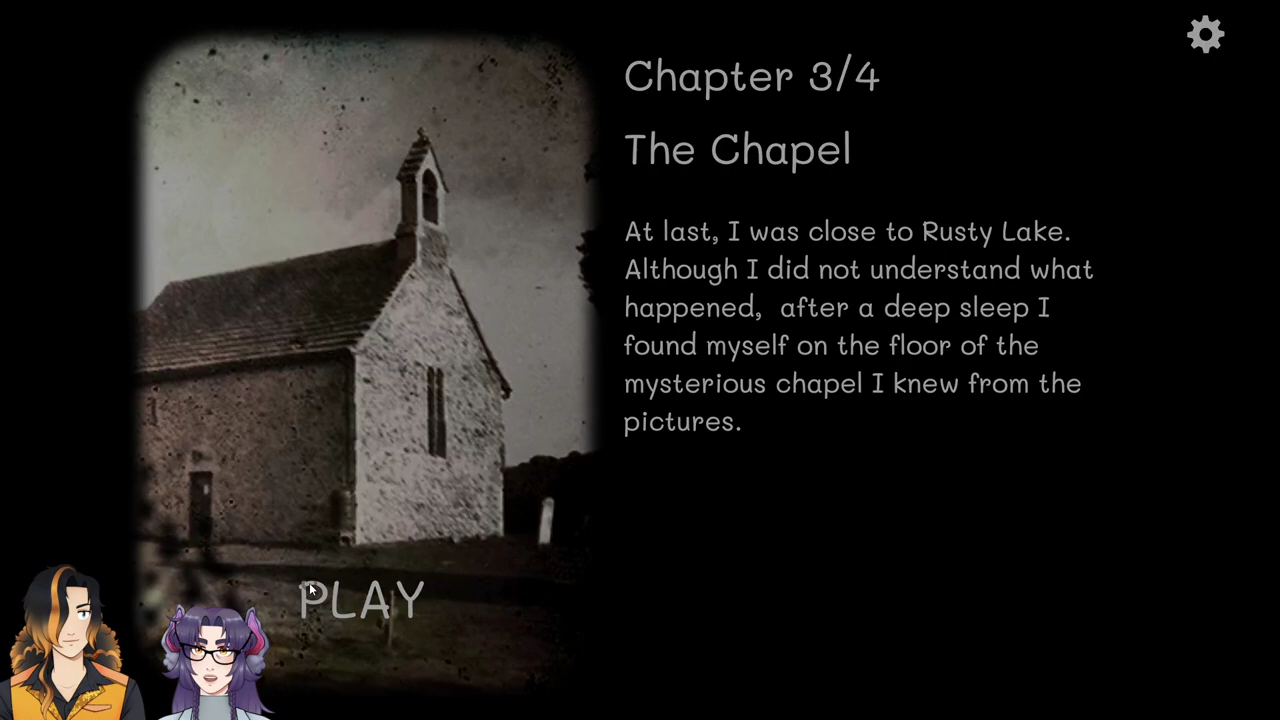 Chapter 3/4
The Chapel
At last, I was close to Rusty Lake.
Although I did not understand what
happened,  after a deep sleep I
found myself on the floor of the
mysterious chapel I knew from the
pictures.
PLAY